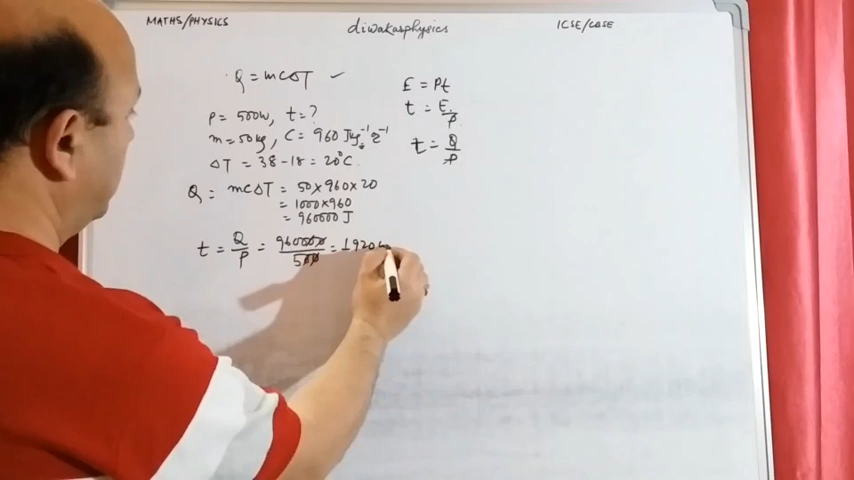 MATHS/PHYSICS
diwakarphysics
ICSE/CBSE
Q = mCΔT ✓
P = 500W, t = ?
m = 50kg, C = 960 Jkg⁻¹ °C⁻¹
ΔT = 38-18 = 20°C.
Q = mCΔT = 50×960×20
= 1000×960
= 960000 J
t = Q/P = 960000/500 = 1920
E = Pt
t = E/P
t = Q/P